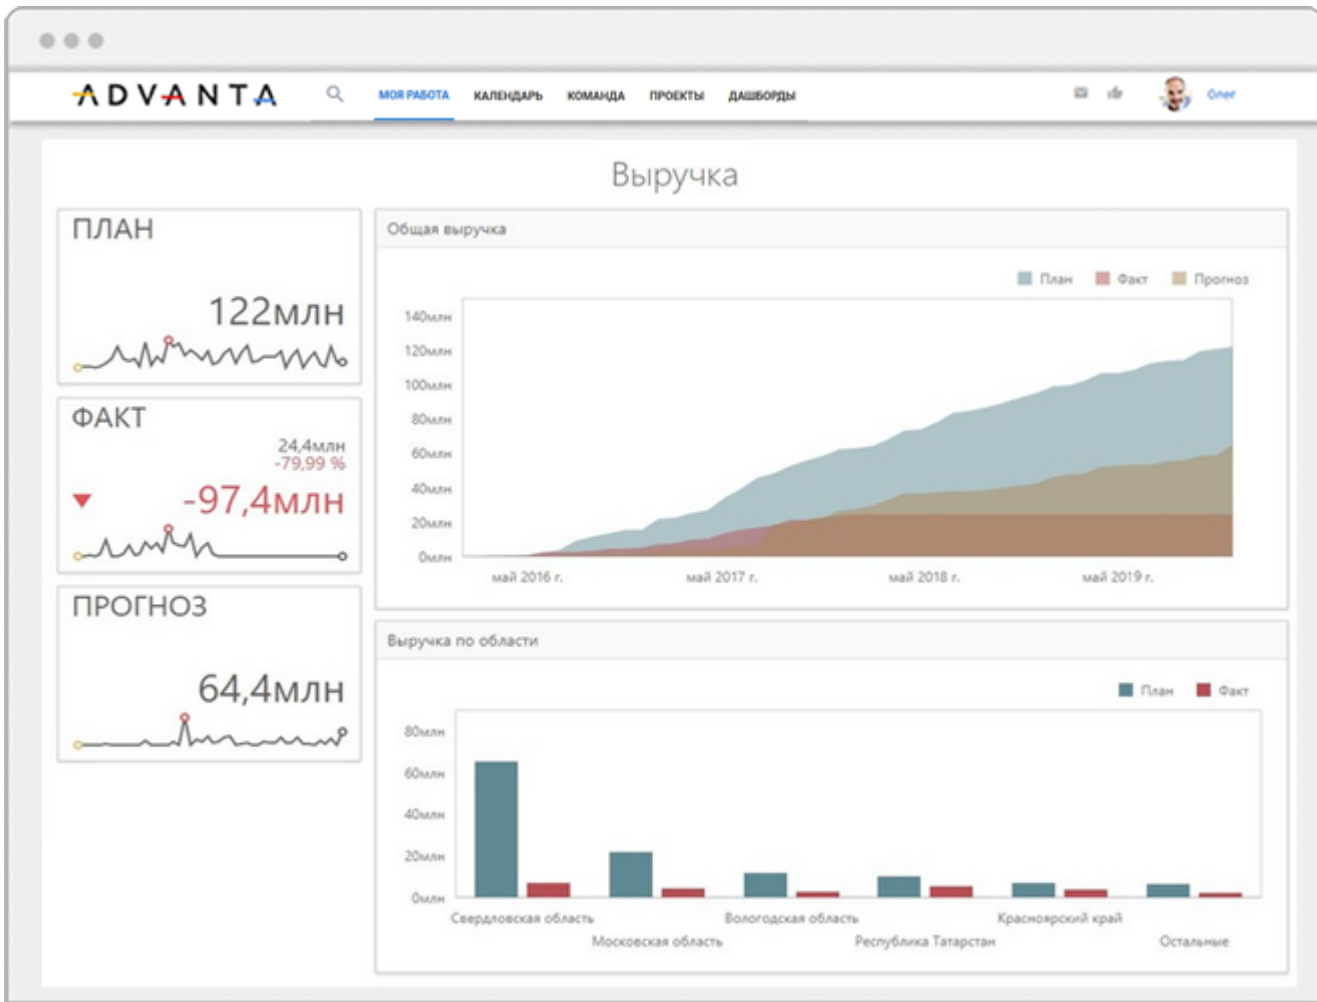 ADVANTA
МОЯ РАБОТА КАЛЕНДАРЬ КОМАНДА ПРОЕКТЫ ДАШБОРДЫ
Олег
Выручка
ПЛАН
122млн
ФАКТ
24,4млн
-79,99 %
-97,4млн
ПРОГНОЗ
64,4млн
Общая выручка
План Факт Прогноз
140млн
120млн
100млн
80млн
60млн
40млн
20млн
0млн
май 2016 г. май 2017 г. май 2018 г. май 2019 г.
Выручка по области
План Факт
80млн
60млн
40млн
20млн
0млн
Свердловская область Вологодская область Красноярский край
Московская область Республика Татарстан Остальные